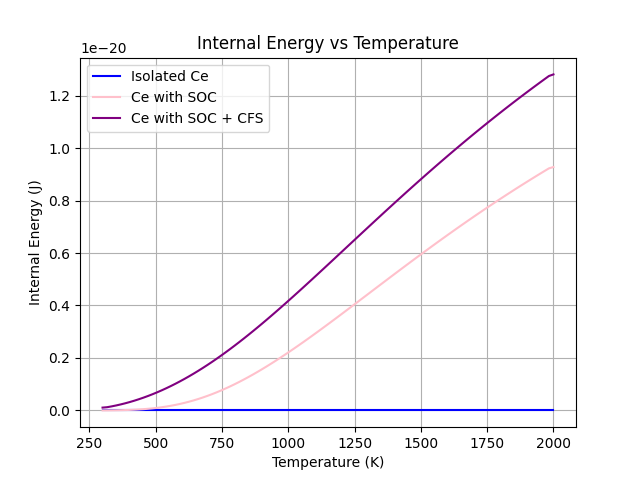 Internal Energy vs Temperature
1e−20
Isolated Ce
Ce with SOC
Ce with SOC + CFS
Internal Energy (J)
1.2
1.0
0.8
0.6
0.4
0.2
0.0
250 500 750 1000 1250 1500 1750 2000
Temperature (K)